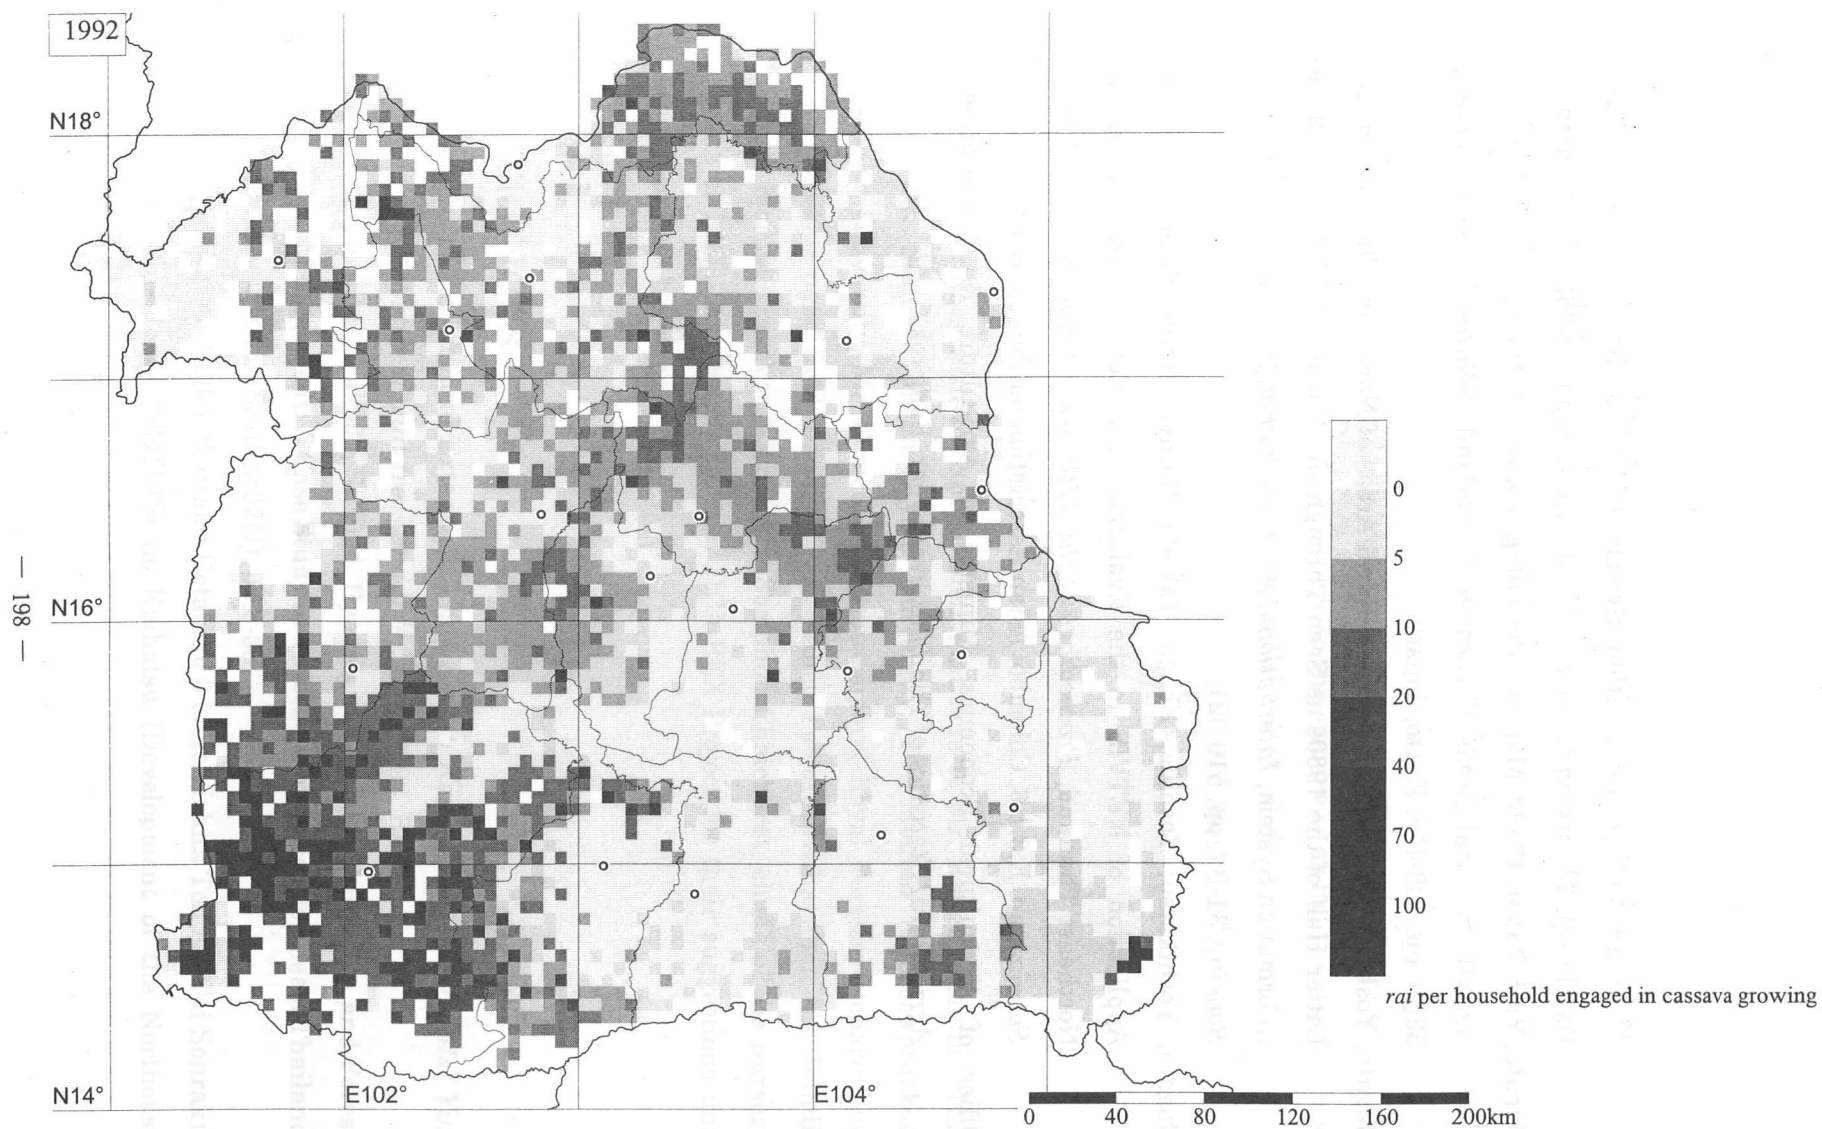 1992
N18°
N16°
N14°
E102°
E104°
0
5
10
20
40
70
100
rai per household engaged in cassava growing
0 40 80 120 160 200km
— 198 —